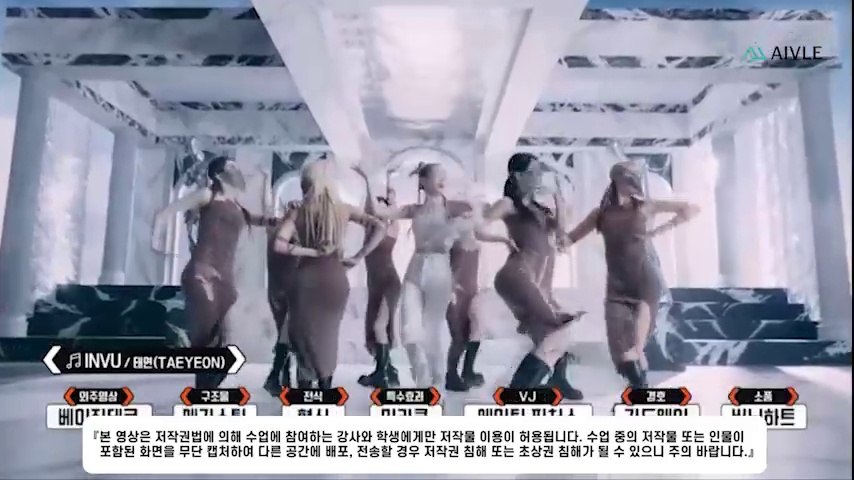 AIVLE
INVU / 태연(TAEYEON)
외주영상 구조물 전식 특수효과 VJ 경호 소품
『본 영상은 저작권법에 의해 수업에 참여하는 강사와 학생에게만 저작물 이용이 허용됩니다. 수업 중의 저작물 또는 인물이
포함된 화면을 무단 캡처하여 다른 공간에 배포, 전송할 경우 저작권 침해 또는 초상권 침해가 될 수 있으니 주의 바랍니다.』